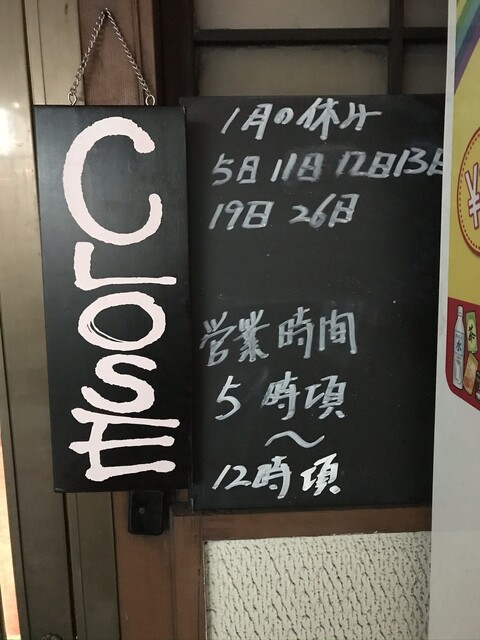 CLOSE
1月の休み
5日 11日 12日 13日
19日 26日
営業時間
5時頃
〜
12時頃
¥
水